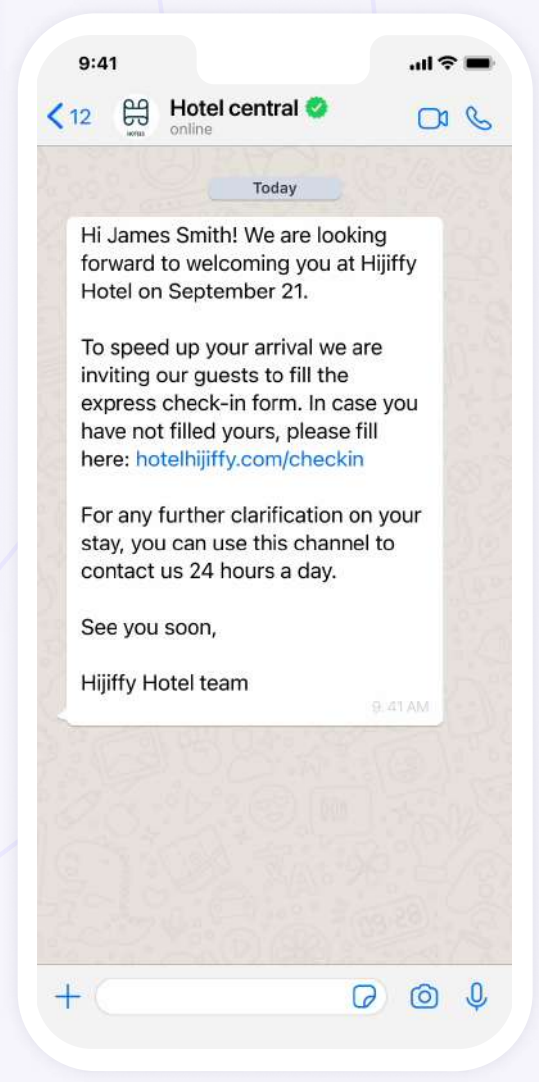 9:41
12
HOTELS
Hotel central
online
Today
Hi James Smith! We are looking
forward to welcoming you at Hijiffy
Hotel on September 21.
To speed up your arrival we are
inviting our guests to fill the
express check-in form. In case you
have not filled yours, please fill
here: hotelhijiffy.com/checkin
For any further clarification on your
stay, you can use this channel to
contact us 24 hours a day.
See you soon,
Hijiffy Hotel team
9:41 AM
09:28